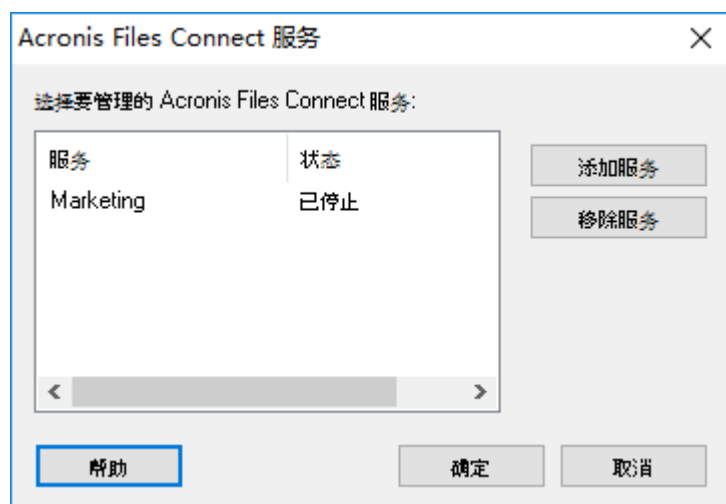 Acronis Files Connect 服务
选择要管理的 Acronis Files Connect 服务:
服务 状态
Marketing 已停止
添加服务
移除服务
帮助 确定 取消